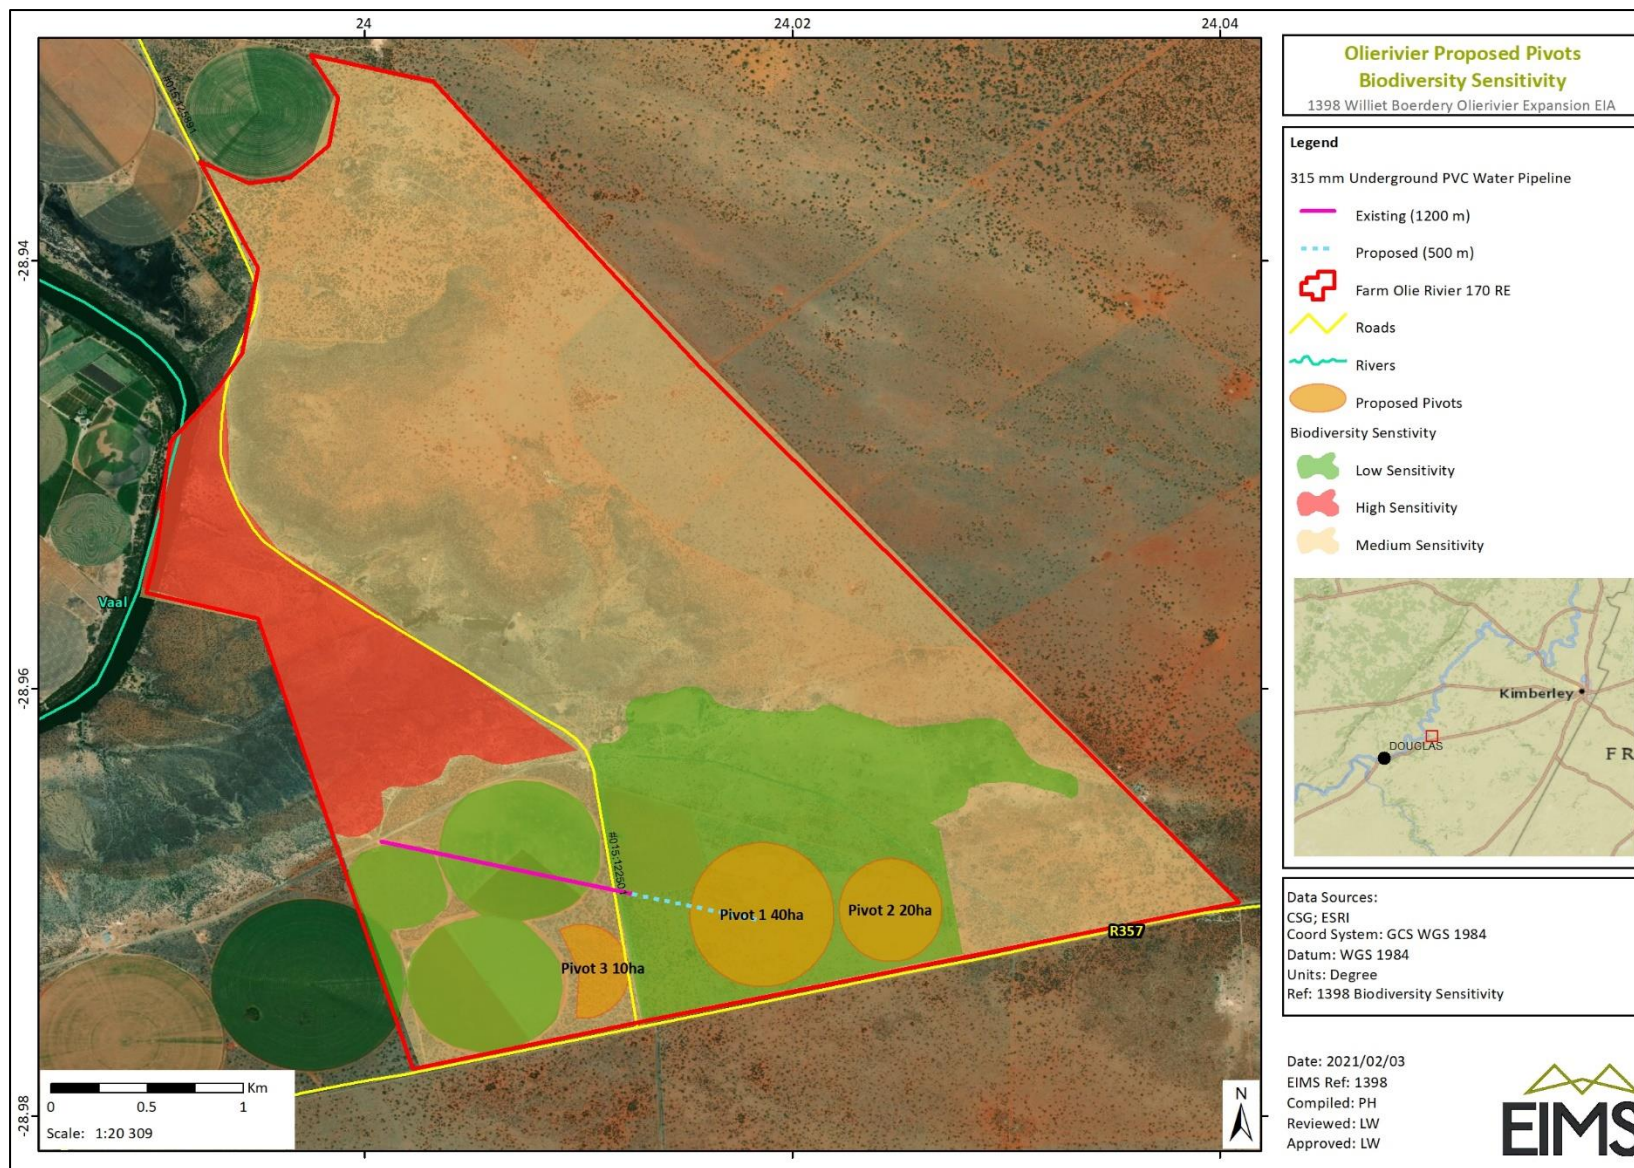 24
24.02
24.04
-28.94
-28.96
-28.98
#015:125891
Vaal
#015:122501
Pivot 1 40ha
Pivot 2 20ha
Pivot 3 10ha
R357
Km
0 0.5 1
Scale: 1:20 309
N
Olierivier Proposed Pivots
Biodiversity Sensitivity
1398 Williet Boerdery Olierivier Expansion EIA
Legend
315 mm Underground PVC Water Pipeline
Existing (1200 m)
Proposed (500 m)
Farm Olie Rivier 170 RE
Roads
Rivers
Proposed Pivots
Biodiversity Senstivity
Low Sensitivity
High Sensitivity
Medium Sensitivity
Kimberley
DOUGLAS
F R
Data Sources:
CSG; ESRI
Coord System: GCS WGS 1984
Datum: WGS 1984
Units: Degree
Ref: 1398 Biodiversity Sensitivity
Date: 2021/02/03
EIMS Ref: 1398
Compiled: PH
Reviewed: LW
Approved: LW
EIMS